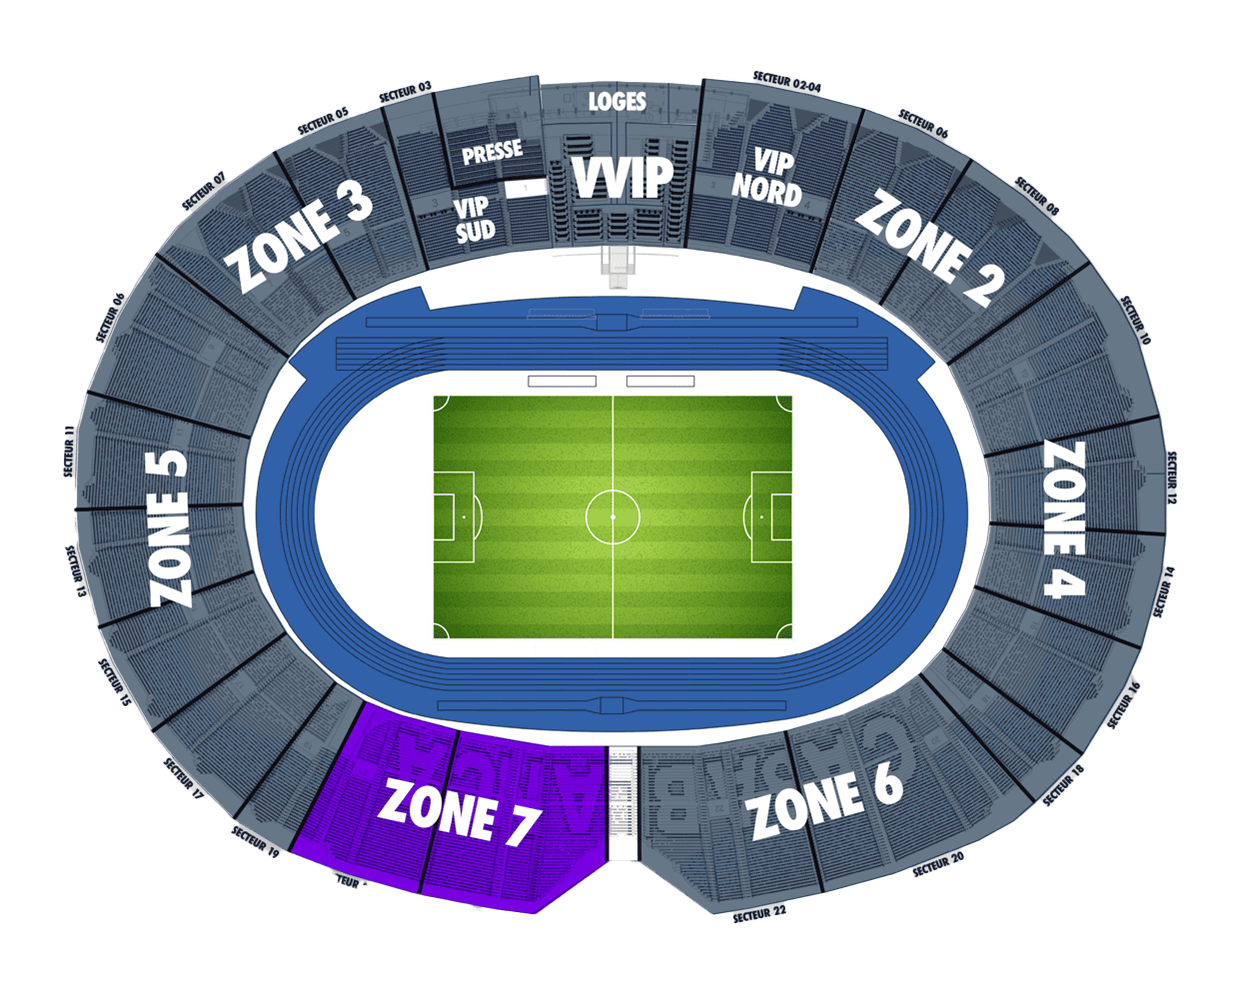 SECTEUR 03
SECTEUR 02-04
LOGES
SECTEUR 05
SECTEUR 06
PRESSE
VVIP
VIP
NORD
SECTEUR 07
SECTEUR 08
ZONE 3
1
3
VIP
SUD
ZONE 2
SECTEUR 06
SECTEUR 10
SECTEUR 11
ZONE 5
ZONE 4
SECTEUR 12
SECTEUR 13
SECTEUR 14
SECTEUR 15
SECTEUR 16
SECTEUR 17
SECTEUR 18
CASABLANCA
ZONE 7
ZONE 6
SECTEUR 19
TEUR
SECTEUR 20
SECTEUR 22